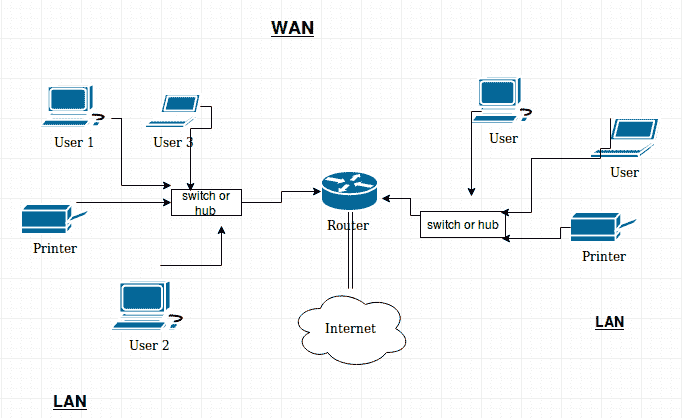 WAN
User 1
User 3
User
User
switch or
hub
Router
switch or hub
Printer
Printer
User 2
Internet
LAN
LAN